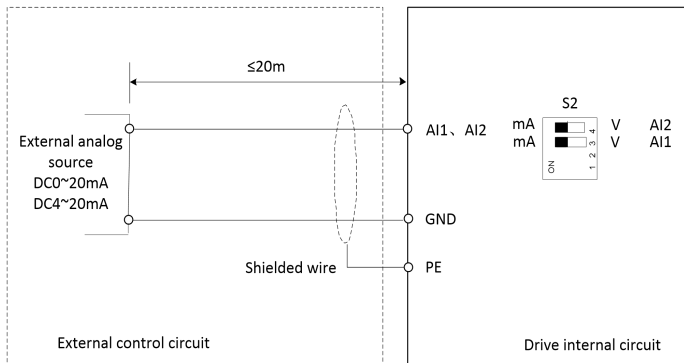 ≤20m
S2
mA V AI2
mA V AI1
4
3
2
1
ON
External analog
source
DC0~20mA
DC4~20mA
AI1、AI2
GND
Shielded wire
PE
External control circuit
Drive internal circuit